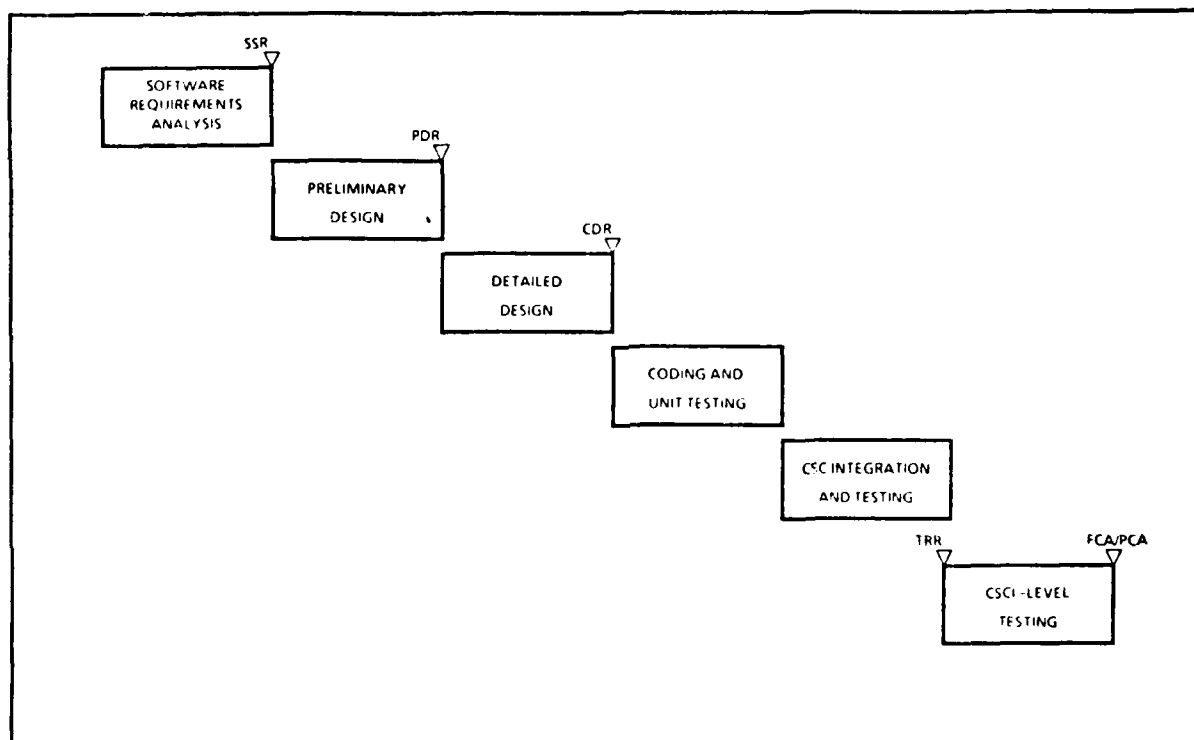 SSR
SOFTWARE
REQUIREMENTS
ANALYSIS
PDR
PRELIMINARY
DESIGN
CDR
DETAILED
DESIGN
CODING AND
UNIT TESTING
CSC INTEGRATION
AND TESTING
TRR
FCA/PCA
CSCI-LEVEL
TESTING